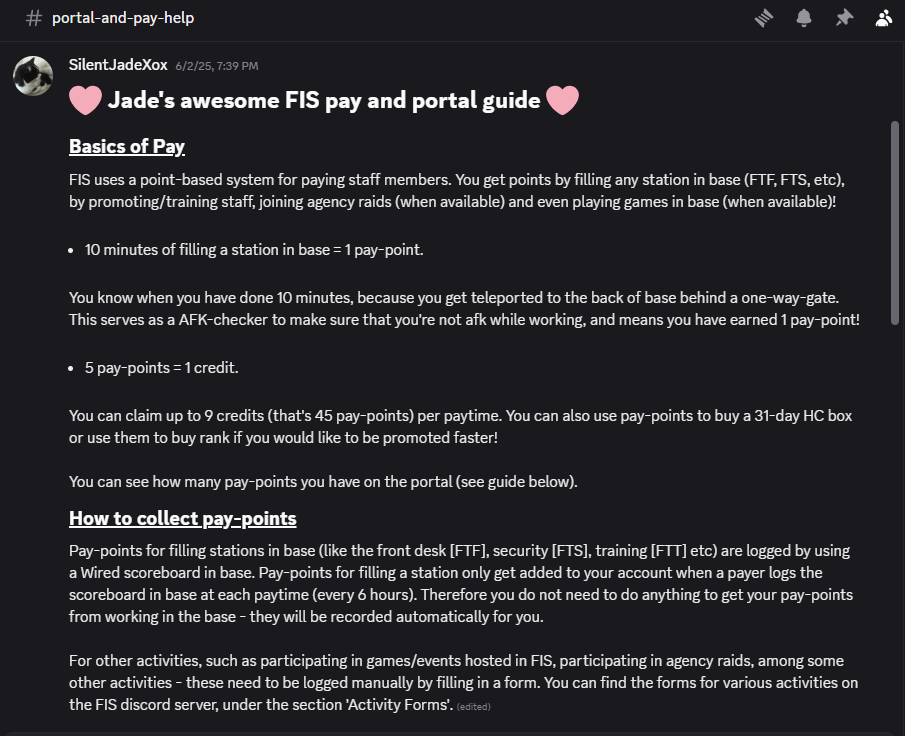 # portal-and-pay-help
SilentJadeXox 6/2/25, 7:39 PM
Jade's awesome FIS pay and portal guide
Basics of Pay
FIS uses a point-based system for paying staff members. You get points by filling any station in base (FTF, FTS, etc),
by promoting/training staff, joining agency raids (when available) and even playing games in base (when available)!
• 10 minutes of filling a station in base = 1 pay-point.
You know when you have done 10 minutes, because you get teleported to the back of base behind a one-way-gate.
This serves as a AFK-checker to make sure that you're not afk while working, and means you have earned 1 pay-point!
• 5 pay-points = 1 credit.
You can claim up to 9 credits (that's 45 pay-points) per paytime. You can also use pay-points to buy a 31-day HC box
or use them to buy rank if you would like to be promoted faster!
You can see how many pay-points you have on the portal (see guide below).
How to collect pay-points
Pay-points for filling stations in base (like the front desk [FTF], security [FTS], training [FTT] etc) are logged by using
a Wired scoreboard in base. Pay-points for filling a station only get added to your account when a payer logs the
scoreboard in base at each paytime (every 6 hours). Therefore you do not need to do anything to get your pay-points
from working in the base - they will be recorded automatically for you.
For other activities, such as participating in games/events hosted in FIS, participating in agency raids, among some
other activities - these need to be logged manually by filling in a form. You can find the forms for various activities on
the FIS discord server, under the section 'Activity Forms'. (edited)